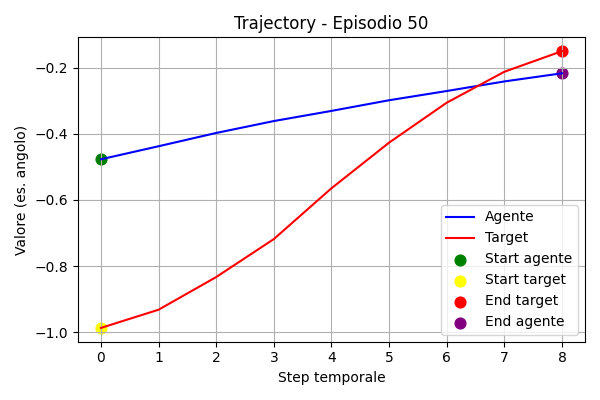 Trajectory - Episodio 50
Valore (es. angolo)
−0.2
−0.4
−0.6
−0.8
−1.0
Agente
Target
Start agente
Start target
End target
End agente
0 1 2 3 4 5 6 7 8
Step temporale